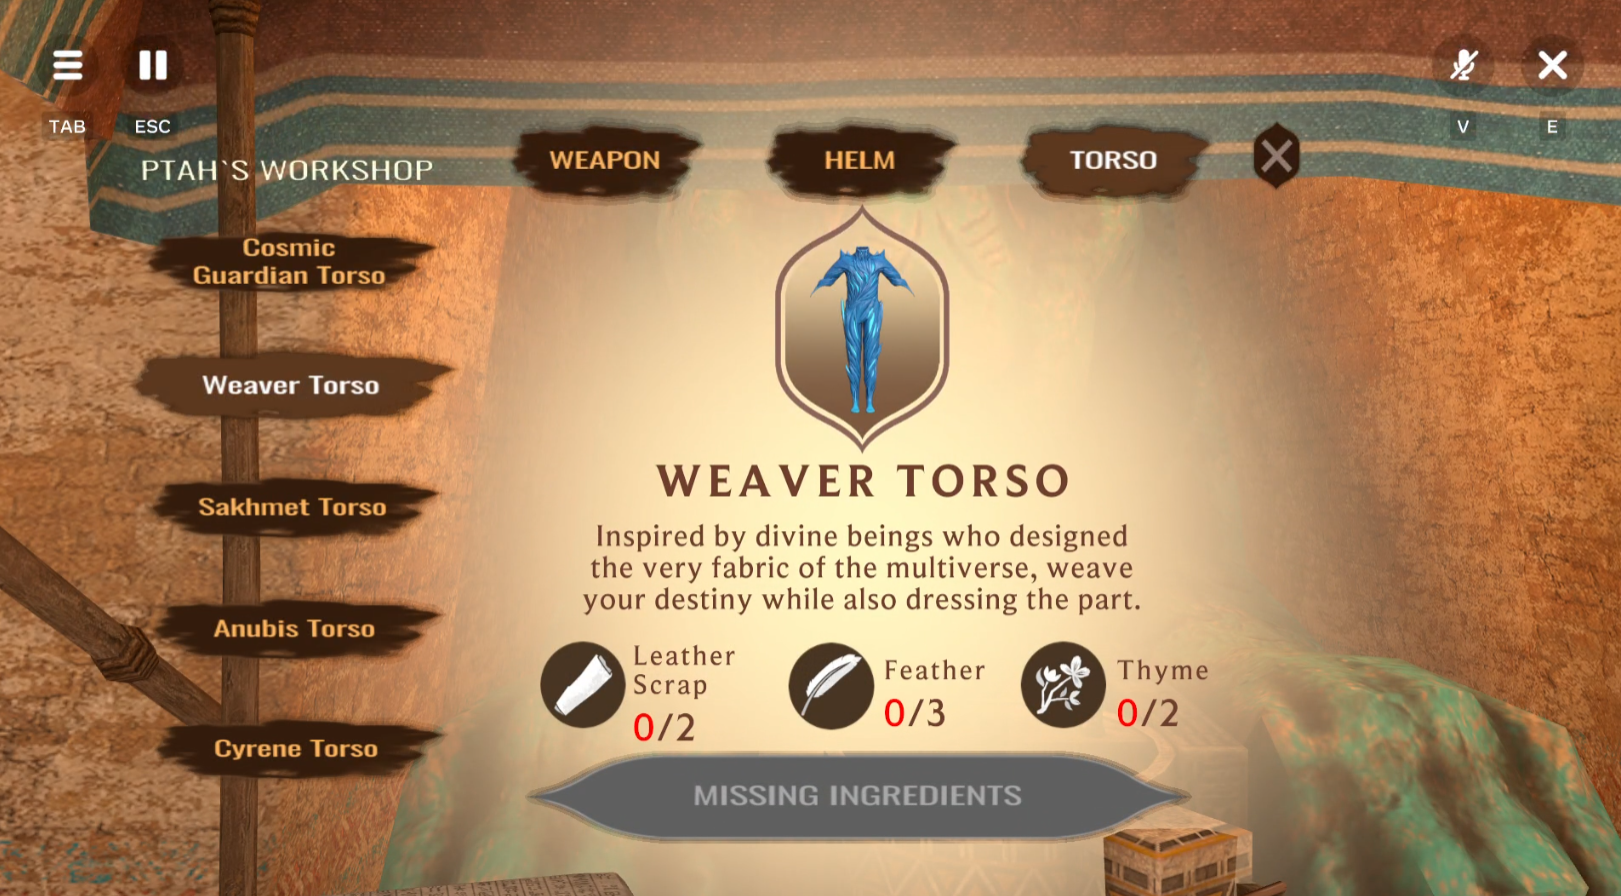 TAB
ESC
V
E
PTAH`S WORKSHOP
WEAPON
HELM
TORSO
Cosmic
Guardian Torso
Weaver Torso
Sakhmet Torso
Anubis Torso
Cyrene Torso
WEAVER TORSO
Inspired by divine beings who designed
the very fabric of the multiverse, weave
your destiny while also dressing the part.
Leather
Scrap
0/2
Feather
0/3
Thyme
0/2
MISSING INGREDIENTS